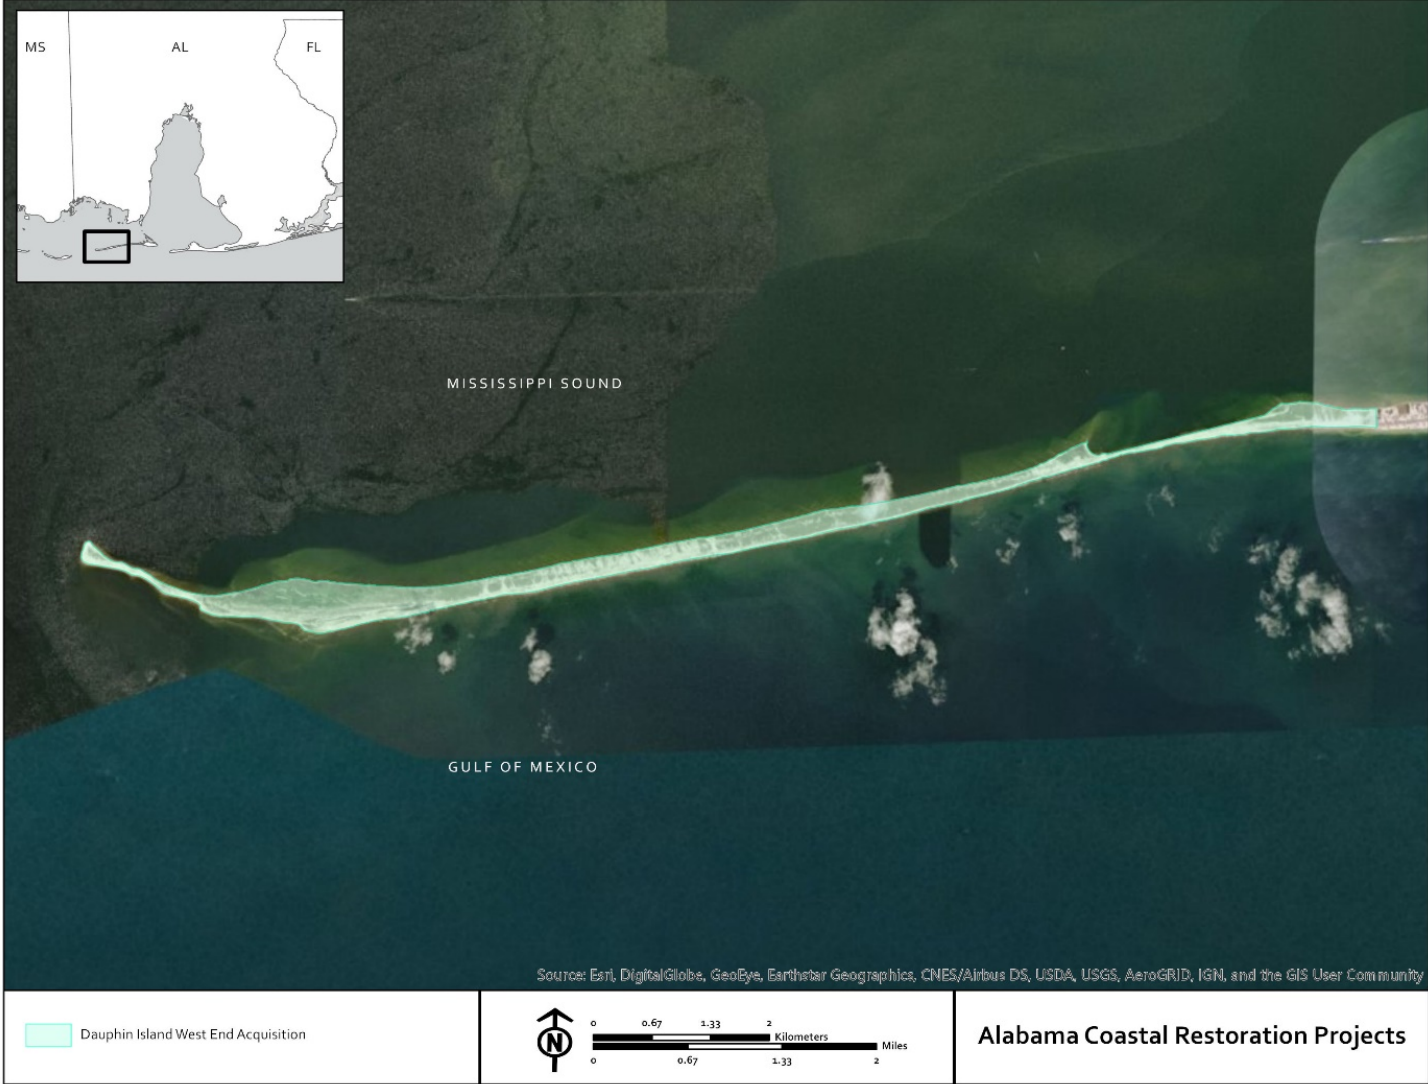 MS AL FL
MISSISSIPPI SOUND
GULF OF MEXICO
Source: Esri, DigitalGlobe, GeoEye, Earthstar Geographics, CNES/Airbus DS, USDA, USGS, AeroGRID, IGN, and the GIS User Community
Dauphin Island West End Acquisition
N
0 0.67 1.33 2
Kilometers
Miles
0 0.67 1.33 2
Alabama Coastal Restoration Projects